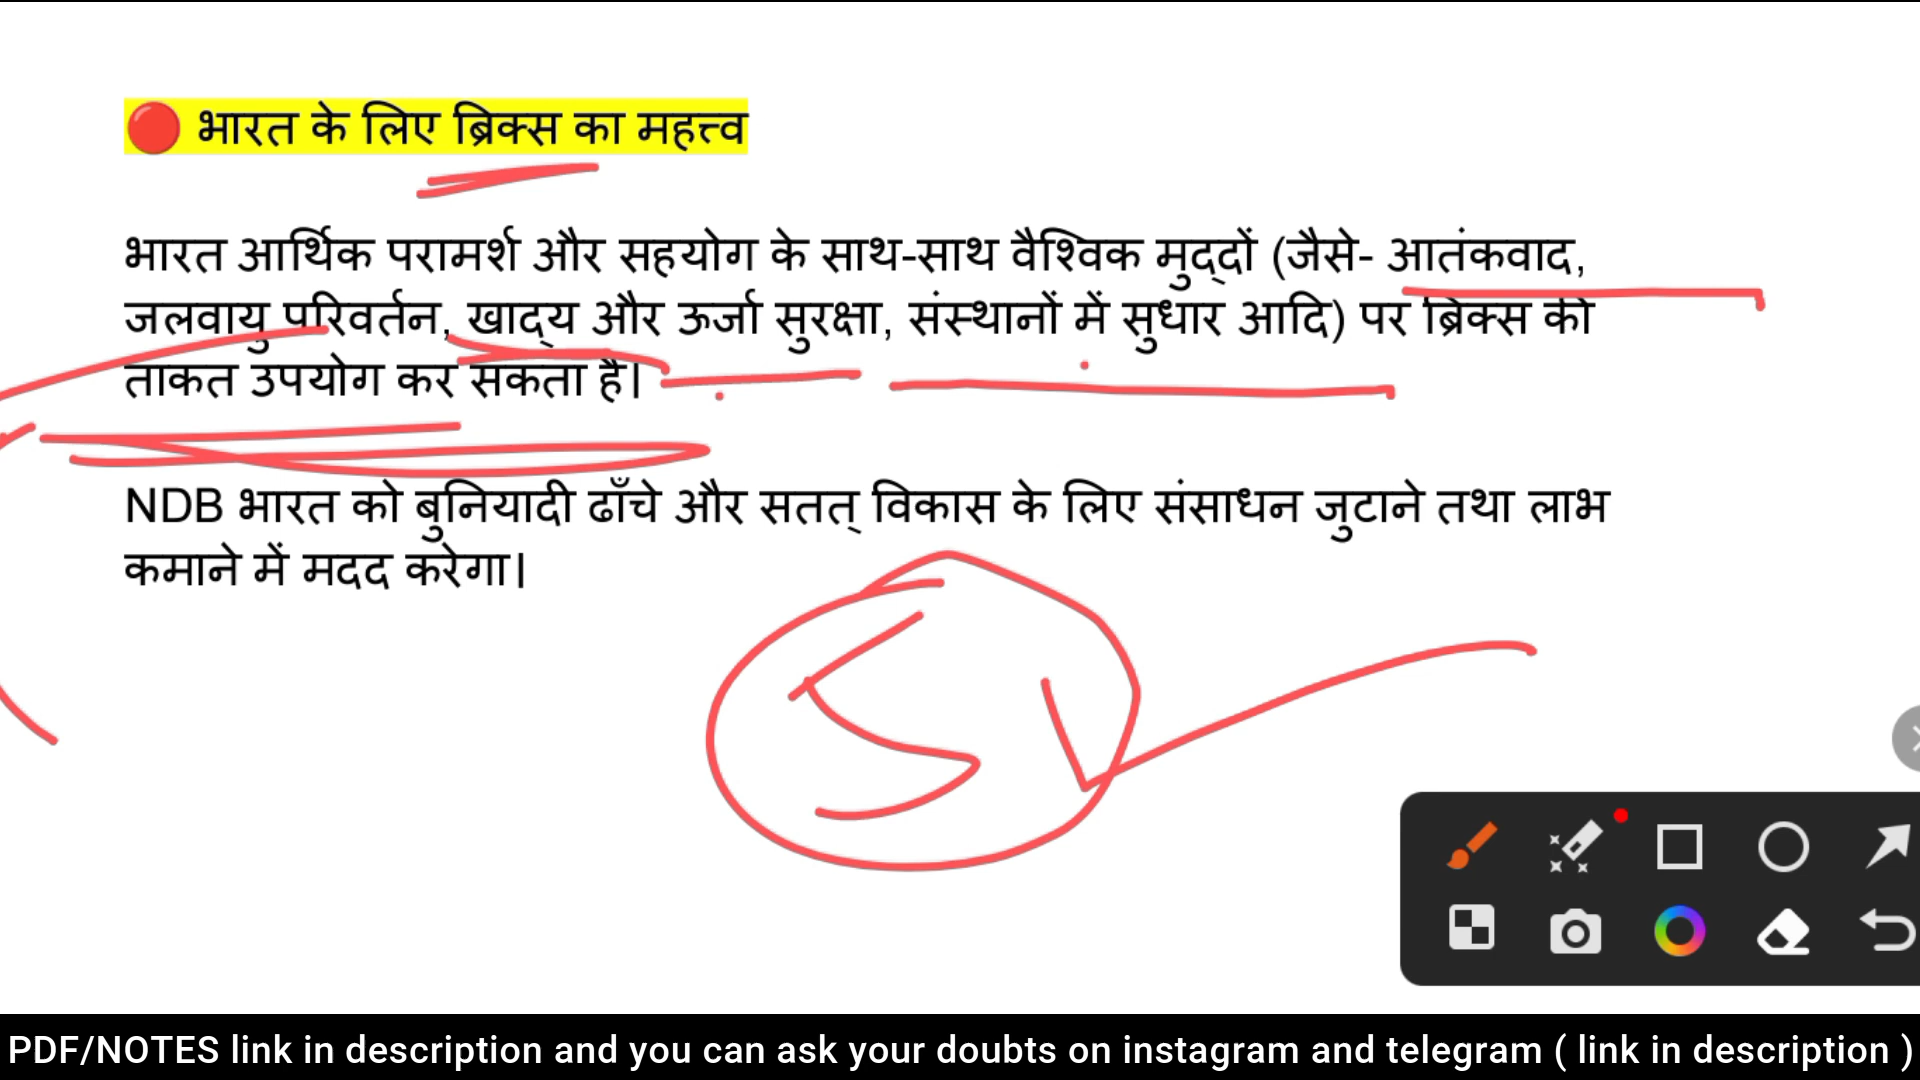 भारत के लिए ब्रिक्स का महत्त्व
भारत आर्थिक परामर्श और सहयोग के साथ-साथ वैश्विक मुद्दों (जैसे- आतंकवाद,
जलवायु परिवर्तन, खाद्य और ऊर्जा सुरक्षा, संस्थानों में सुधार आदि) पर ब्रिक्स की
ताकत उपयोग कर सकता है।
NDB भारत को बुनियादी ढाँचे और सतत् विकास के लिए संसाधन जुटाने तथा लाभ
कमाने में मदद करेगा।
PDF/NOTES link in description and you can ask your doubts on instagram and telegram ( link in description )